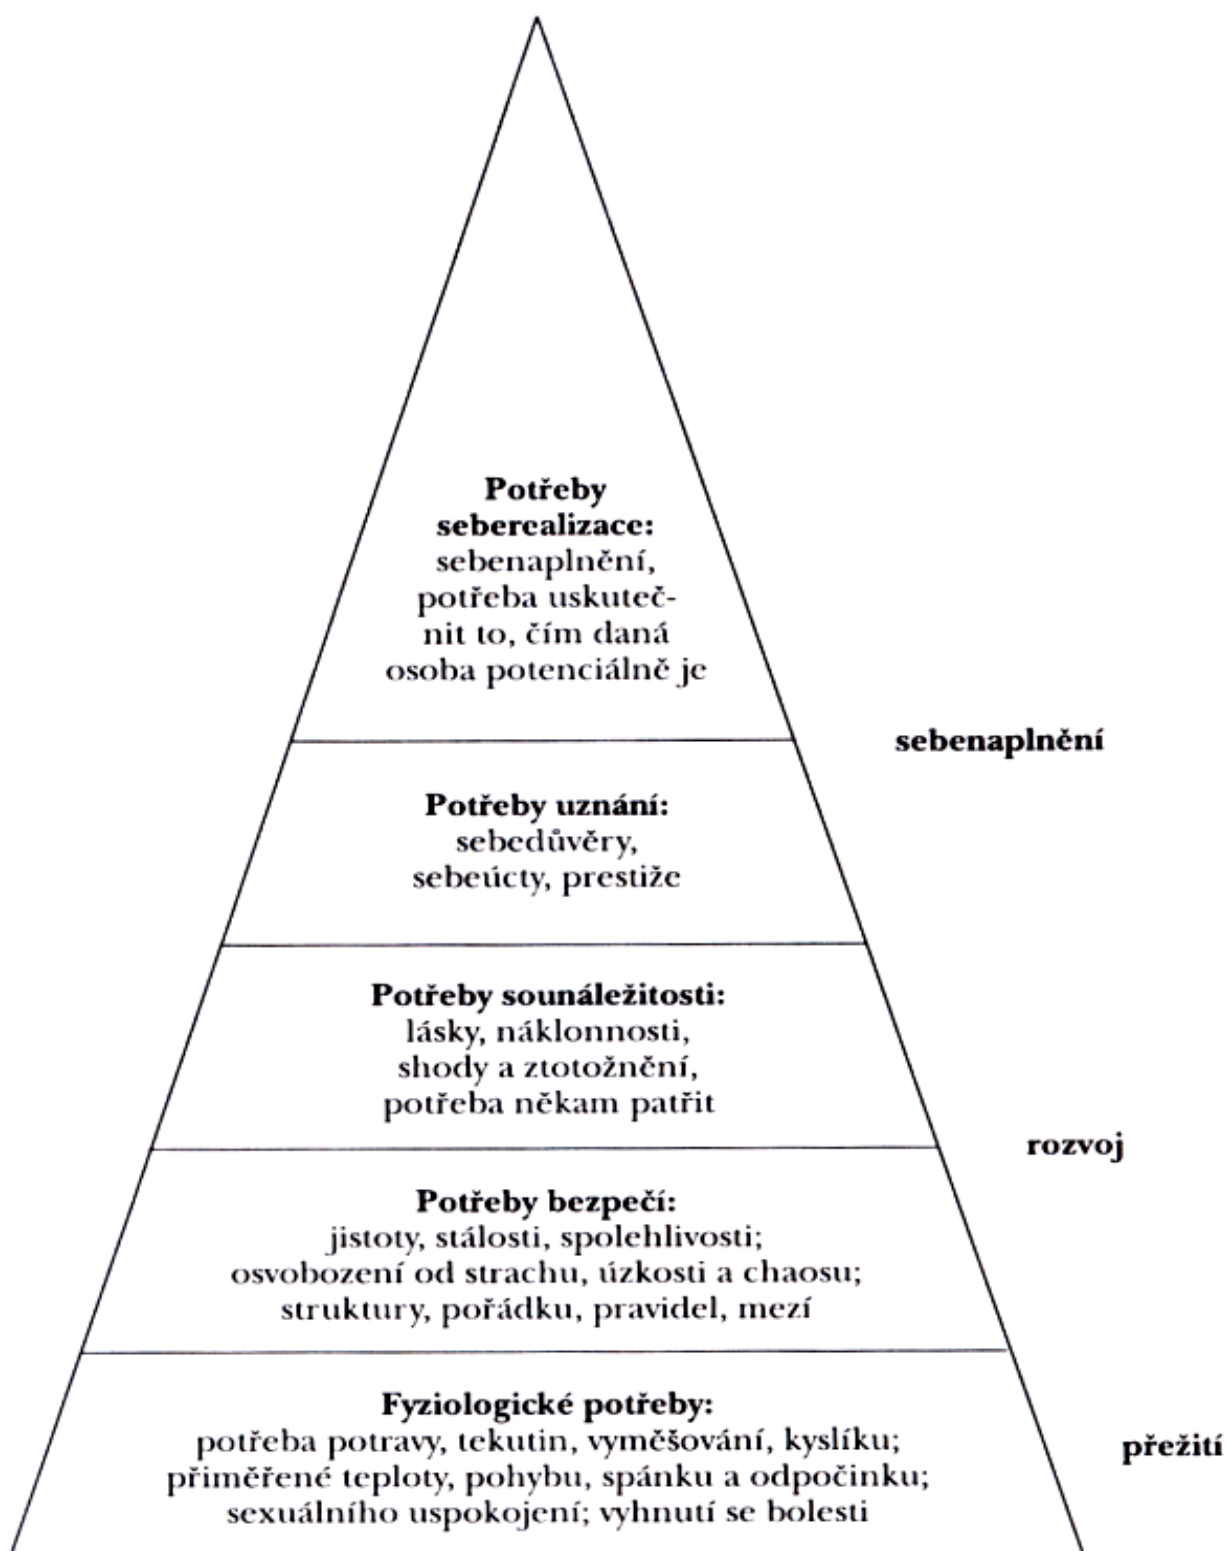 Potřeby
seberealizace:
sebenaplnění,
potřeba uskuteč-
nit to, čím daná
osoba potenciálně je
sebenaplnění
Potřeby uznání:
sebedůvěry,
sebeúcty, prestiže
Potřeby sounáležitosti:
lásky, náklonnosti,
shody a ztotožnění,
potřeba někam patřit
rozvoj
Potřeby bezpečí:
jistoty, stálosti, spolehlivosti;
osvobození od strachu, úzkosti a chaosu;
struktury, pořádku, pravidel, mezí
Fyziologické potřeby:
potřeba potravy, tekutin, vyměšování, kyslíku;
přežití
přiměřené teploty, pohybu, spánku a odpočinku;
sexuálního uspokojení; vyhnutí se bolesti